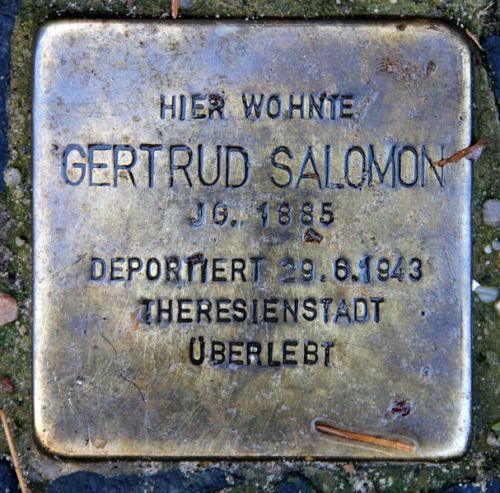 HIER WOHNTE
GERTRUD SALOMON
JG. 1885
DEPORTIERT 29.6.1943
THERESIENSTADT
ÜBERLEBT